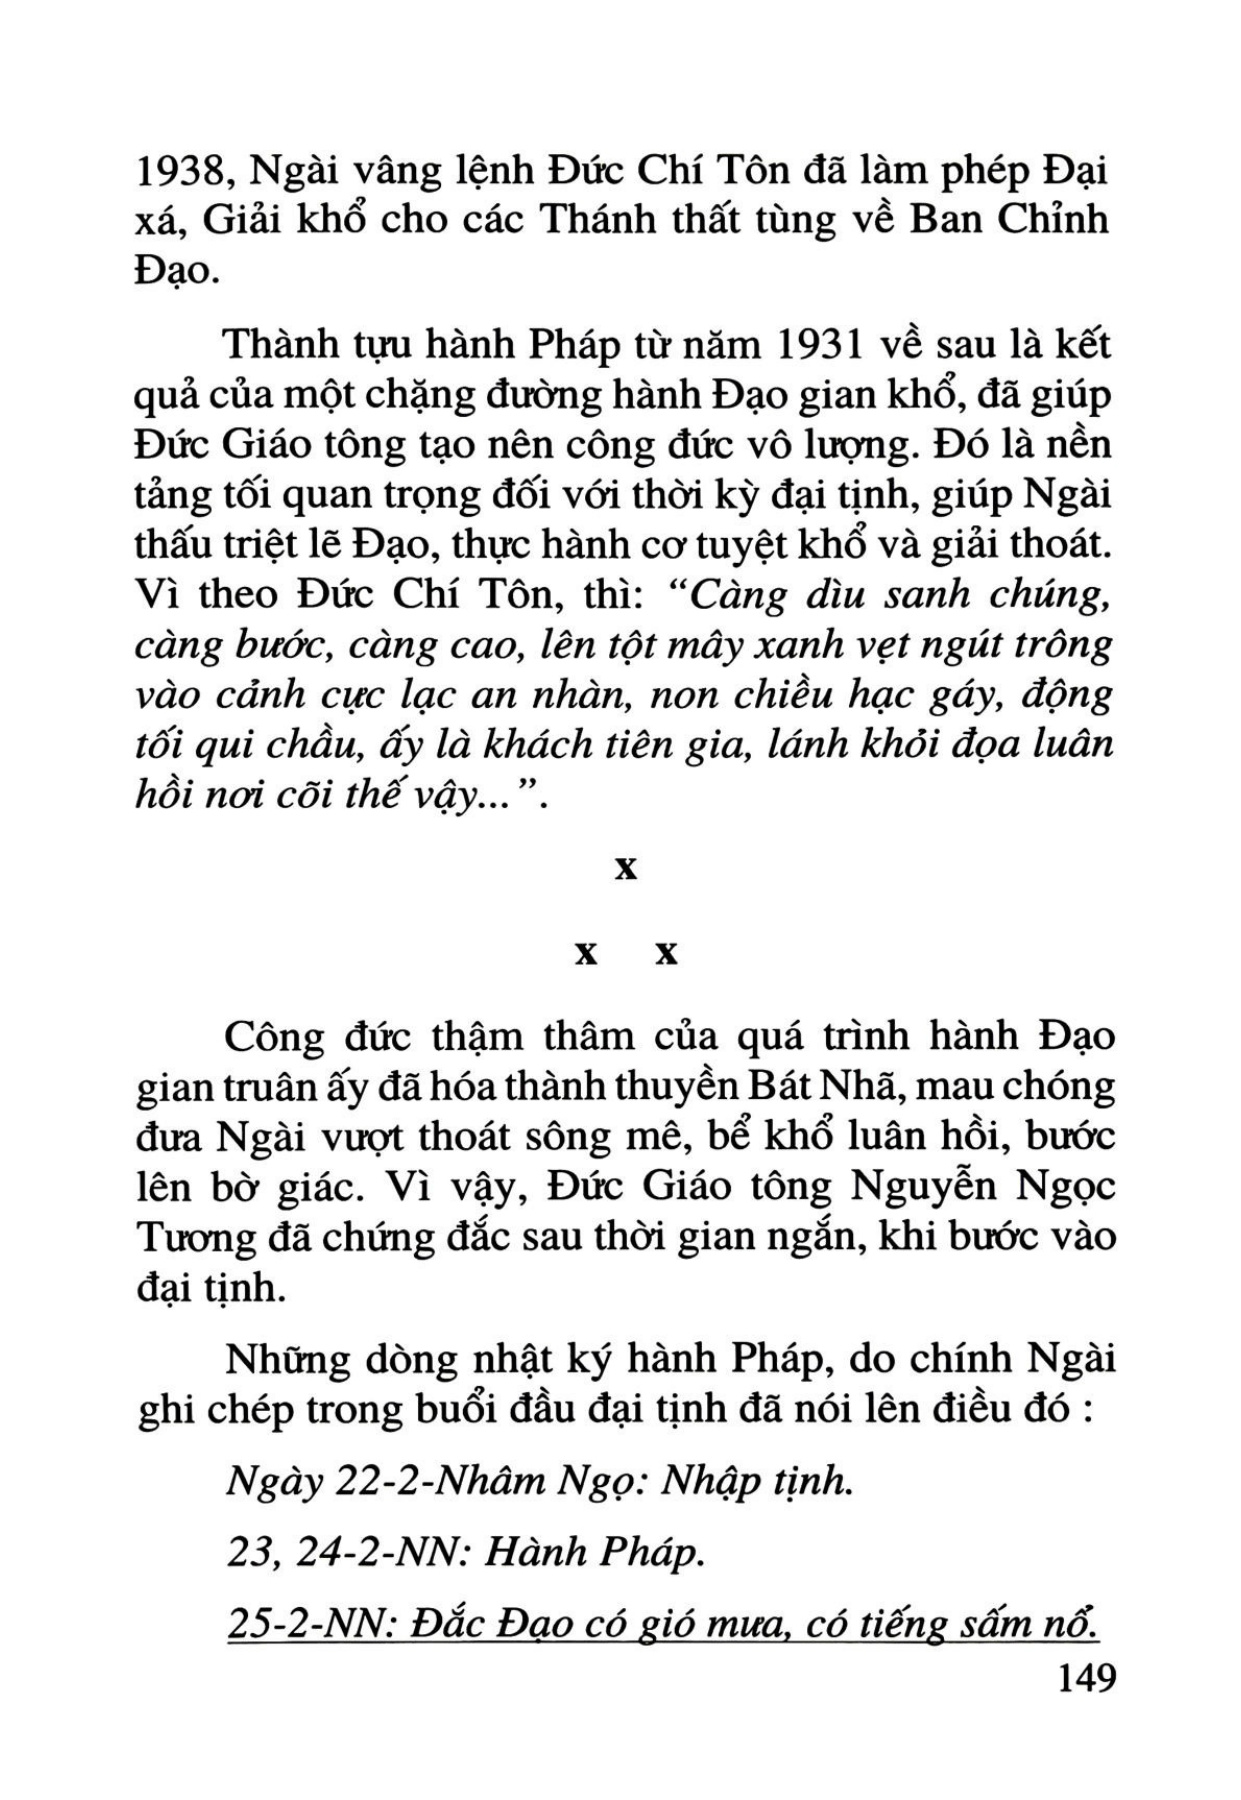 1938, Ngài vâng lệnh Đức Chí Tôn đã làm phép Đại
xá, Giải khổ cho các Thánh thất tùng về Ban Chỉnh
Đạo.
Thành tựu hành Pháp từ năm 1931 về sau là kết
quả của một chặng đường hành Đạo gian khổ, đã giúp
Đức Giáo tông tạo nên công đức vô lượng. Đó là nền
tảng tối quan trọng đối với thời kỳ đại tịnh, giúp Ngài
thấu triệt lẽ Đạo, thực hành cơ tuyệt khổ và giải thoát.
Vì theo Đức Chí Tôn, thì: “Càng dìu sanh chúng,
càng bước, càng cao, lên tột mây xanh vẹt ngút trông
vào cảnh cực lạc an nhàn, non chiều hạc gáy, động
tối qui chầu, ấy là khách tiên gia, lánh khỏi đọa luân
hồi nơi cõi thế vậy...”.
x
x x
Công đức thậm thâm của quá trình hành Đạo
gian truân ấy đã hóa thành thuyền Bát Nhã, mau chóng
đưa Ngài vượt thoát sông mê, bể khổ luân hồi, bước
lên bờ giác. Vì vậy, Đức Giáo tông Nguyễn Ngọc
Tương đã chứng đắc sau thời gian ngắn, khi bước vào
đại tịnh.
Những dòng nhật ký hành Pháp, do chính Ngài
ghi chép trong buổi đầu đại tịnh đã nói lên điều đó :
Ngày 22-2-Nhâm Ngọ: Nhập tịnh.
23, 24-2-NN: Hành Pháp.
25-2-NN: Đắc Đạo có gió mưa, có tiếng sấm nổ.
149